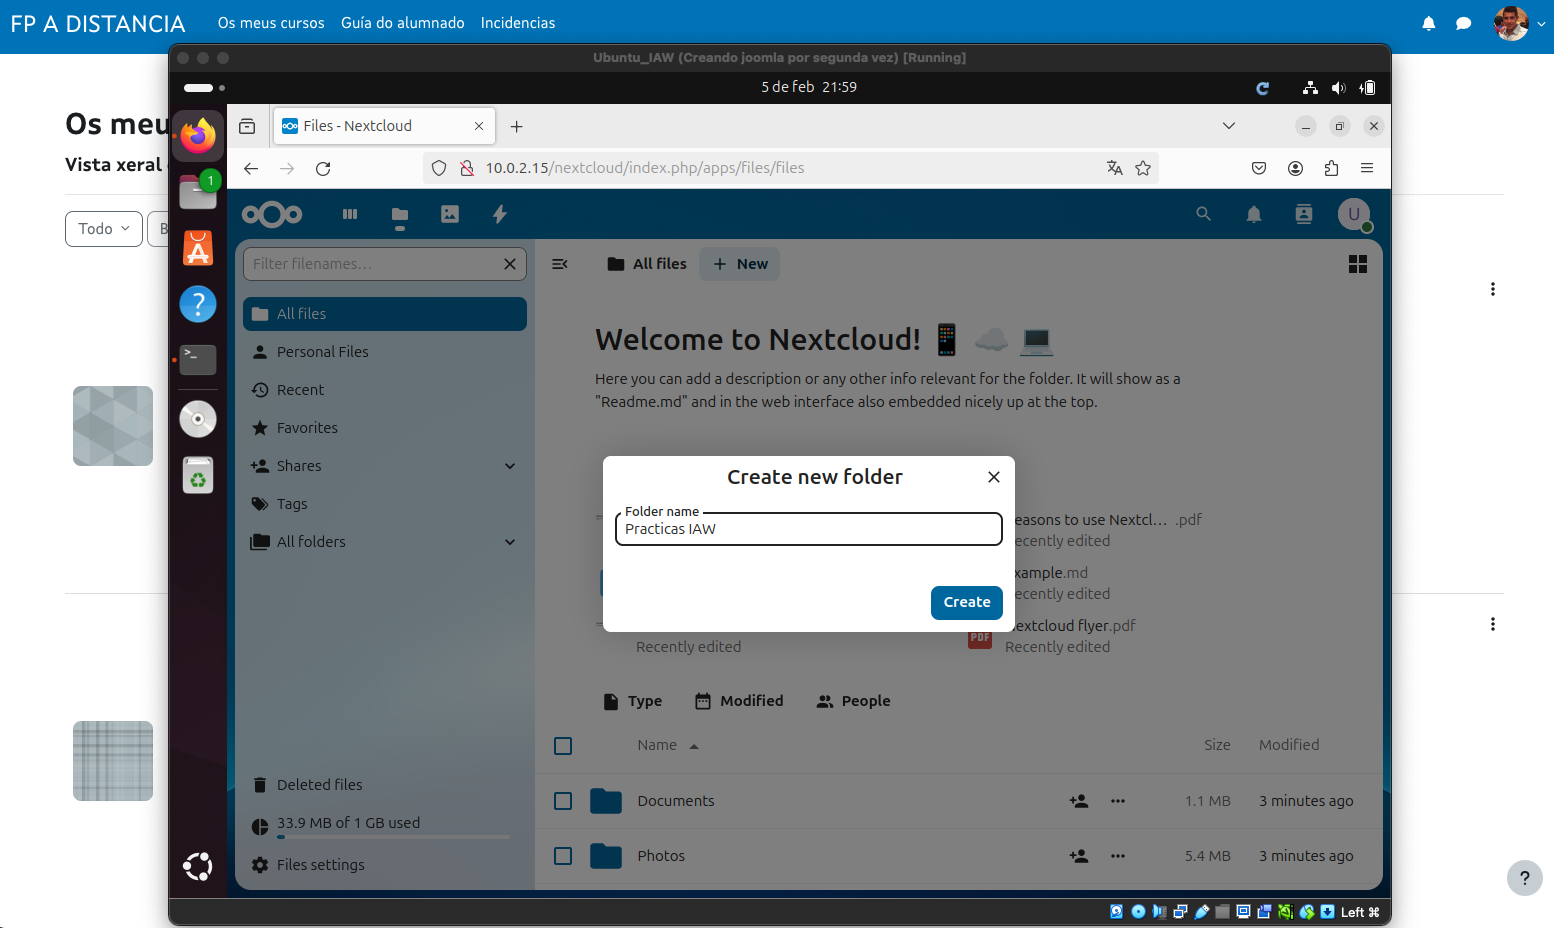 FP A DISTANCIA
Os meus cursos
Guía do alumnado
Incidencias
Ubuntu_IAW (Creando joomla por segunda vez) [Running]
5 de feb 21:59
Os meu
Vista xeral
Todo
B
1
Files - Nextcloud
10.0.2.15/nextcloud/index.php/apps/files/files
U
Filter filenames...
All files
Personal Files
Recent
Favorites
Shares
Tags
All folders
Deleted files
33.9 MB of 1 GB used
Files settings
All files
+ New
Welcome to Nextcloud!
Here you can add a description or any other info relevant for the folder. It will show as a
"Readme.md" and in the web interface also embedded nicely up at the top.
Create new folder
Folder name
Practicas IAW
Create
easons to use Nextcl... .pdf
ecently edited
xample.md
ecently edited
PDF
extcloud flyer.pdf
Recently edited
Recently edited
Type
Modified
People
Name
Size
Modified
Documents
1.1 MB
3 minutes ago
Photos
5.4 MB
3 minutes ago
Left ⌘
?